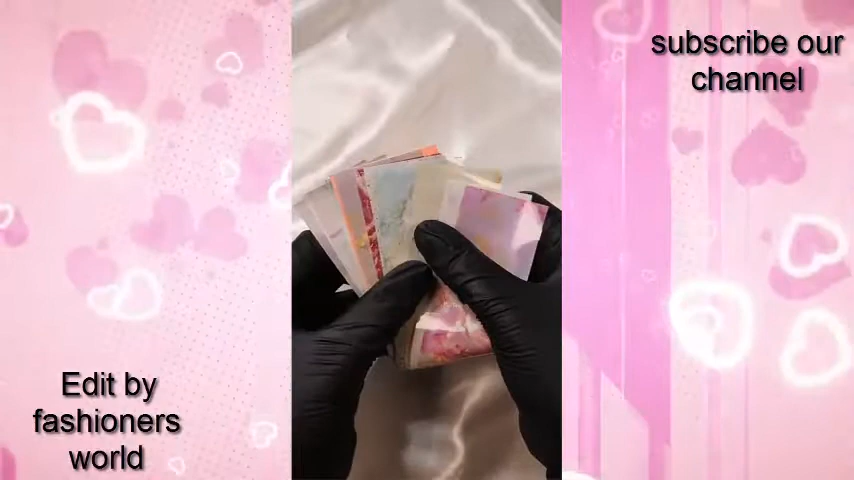 subscribe our
channel
Edit by
fashioners
world